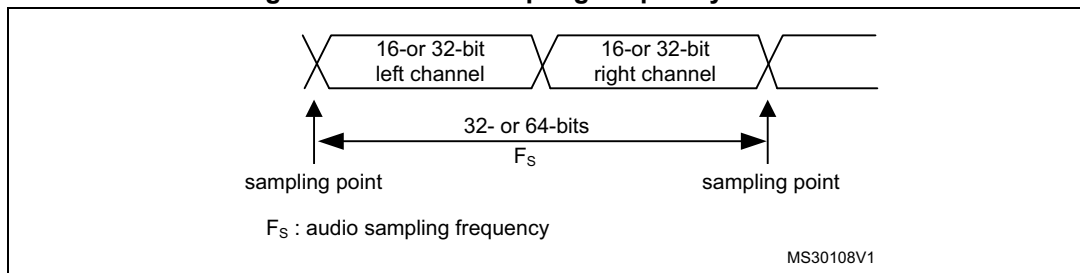 16-or 32-bit
left channel
16-or 32-bit
right channel
32- or 64-bits
FS
sampling point
sampling point
FS : audio sampling frequency
MS30108V1